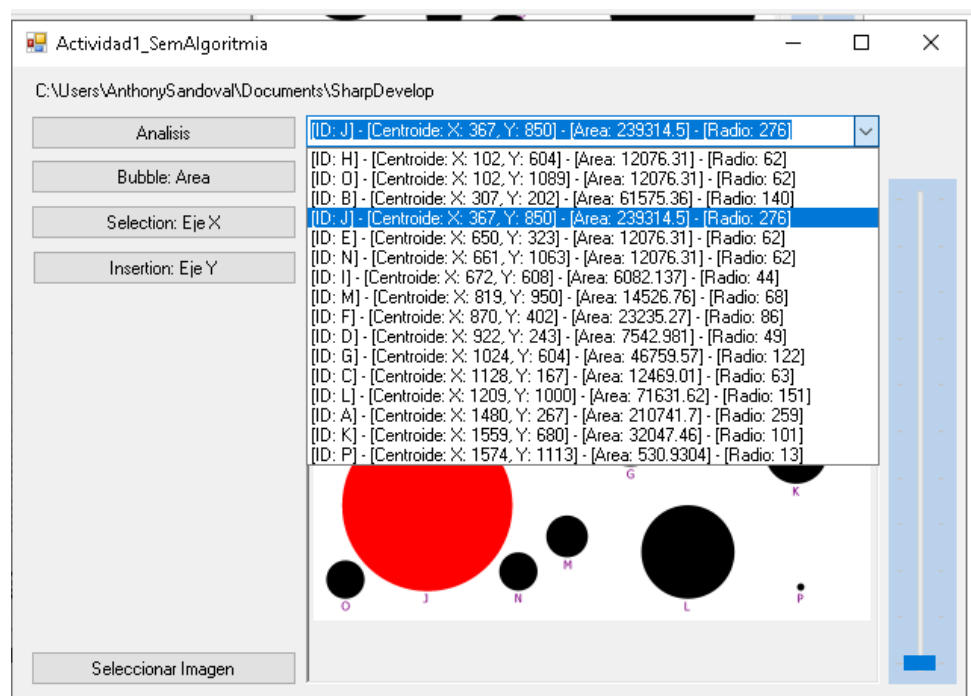 Actividad1_SemAlgoritmia
C:\Users\AnthonySandoval\Documents\SharpDevelop
Analisis
[ID: J] - [Centroide: X: 367, Y: 850] - [Area: 239314.5] - [Radio: 276]
Bubble: Area
Selection: Eje X
Insertion: Eje Y
[ID: H] - [Centroide: X: 102, Y: 604] - [Area: 12076.31] - [Radio: 62]
[ID: O] - [Centroide: X: 102, Y: 1089] - [Area: 12076.31] - [Radio: 62]
[ID: B] - [Centroide: X: 307, Y: 202] - [Area: 61575.36] - [Radio: 140]
[ID: J] - [Centroide: X: 367, Y: 850] - [Area: 239314.5] - [Radio: 276]
[ID: E] - [Centroide: X: 650, Y: 323] - [Area: 12076.31] - [Radio: 62]
[ID: N] - [Centroide: X: 661, Y: 1063] - [Area: 12076.31] - [Radio: 62]
[ID: I] - [Centroide: X: 672, Y: 608] - [Area: 6082.137] - [Radio: 44]
[ID: M] - [Centroide: X: 819, Y: 950] - [Area: 14526.76] - [Radio: 68]
[ID: F] - [Centroide: X: 870, Y: 402] - [Area: 23235.27] - [Radio: 86]
[ID: D] - [Centroide: X: 922, Y: 243] - [Area: 7542.981] - [Radio: 49]
[ID: G] - [Centroide: X: 1024, Y: 604] - [Area: 46759.57] - [Radio: 122]
[ID: C] - [Centroide: X: 1128, Y: 167] - [Area: 12469.01] - [Radio: 63]
[ID: L] - [Centroide: X: 1209, Y: 1000] - [Area: 71631.62] - [Radio: 151]
[ID: A] - [Centroide: X: 1480, Y: 267] - [Area: 210741.7] - [Radio: 259]
[ID: K] - [Centroide: X: 1559, Y: 680] - [Area: 32047.46] - [Radio: 101]
[ID: P] - [Centroide: X: 1574, Y: 1113] - [Area: 530.9304] - [Radio: 13]
G
K
M
O
J
N
L
P
Seleccionar Imagen